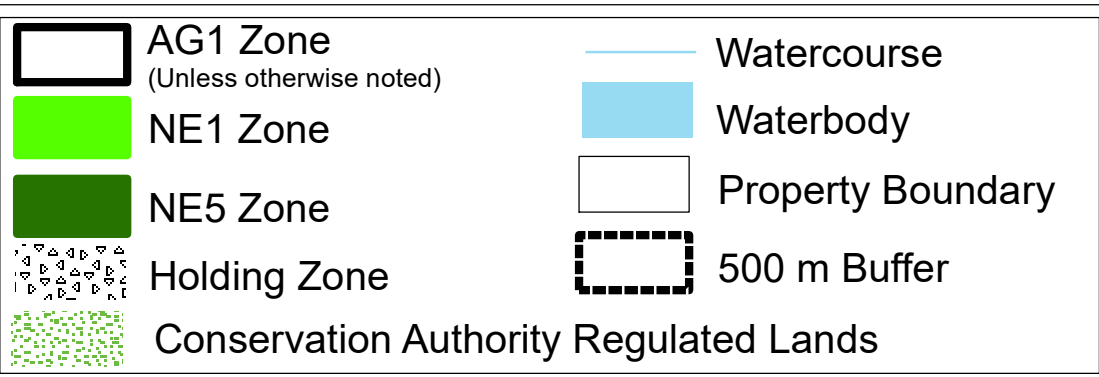 AG1 Zone
(Unless otherwise noted)
NE1 Zone
NE5 Zone
Holding Zone
Conservation Authority Regulated Lands
Watercourse
Waterbody
Property Boundary
500 m Buffer